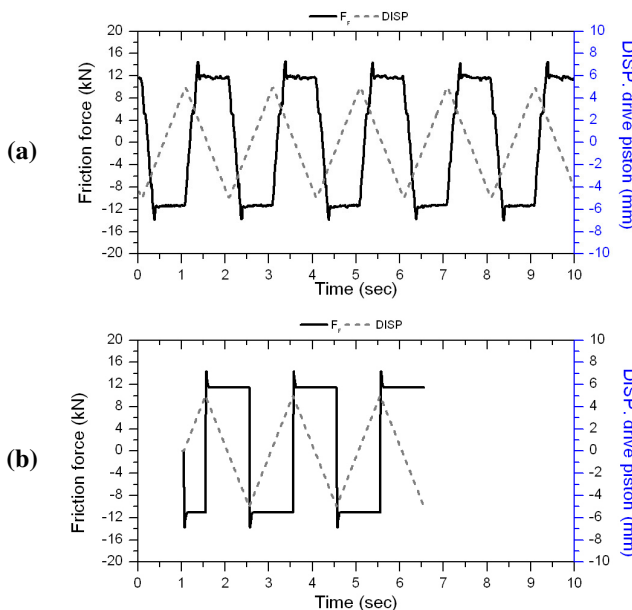 F_F DISP
20 16 12 8 4 0 -4 -8 -12 -16 -20
Friction force (kN)
10 8 6 4 2 0 -2 -4 -6 -8 -10
DISP. drive piston (mm)
(a)
0 1 2 3 4 5 6 7 8 9 10
Time (sec)
F_F DISP
20 16 12 8 4 0 -4 -8 -12 -16 -20
Friction force (kN)
10 8 6 4 2 0 -2 -4 -6 -8 -10
DISP. drive piston (mm)
(b)
0 1 2 3 4 5 6 7 8 9 10
Time (sec)